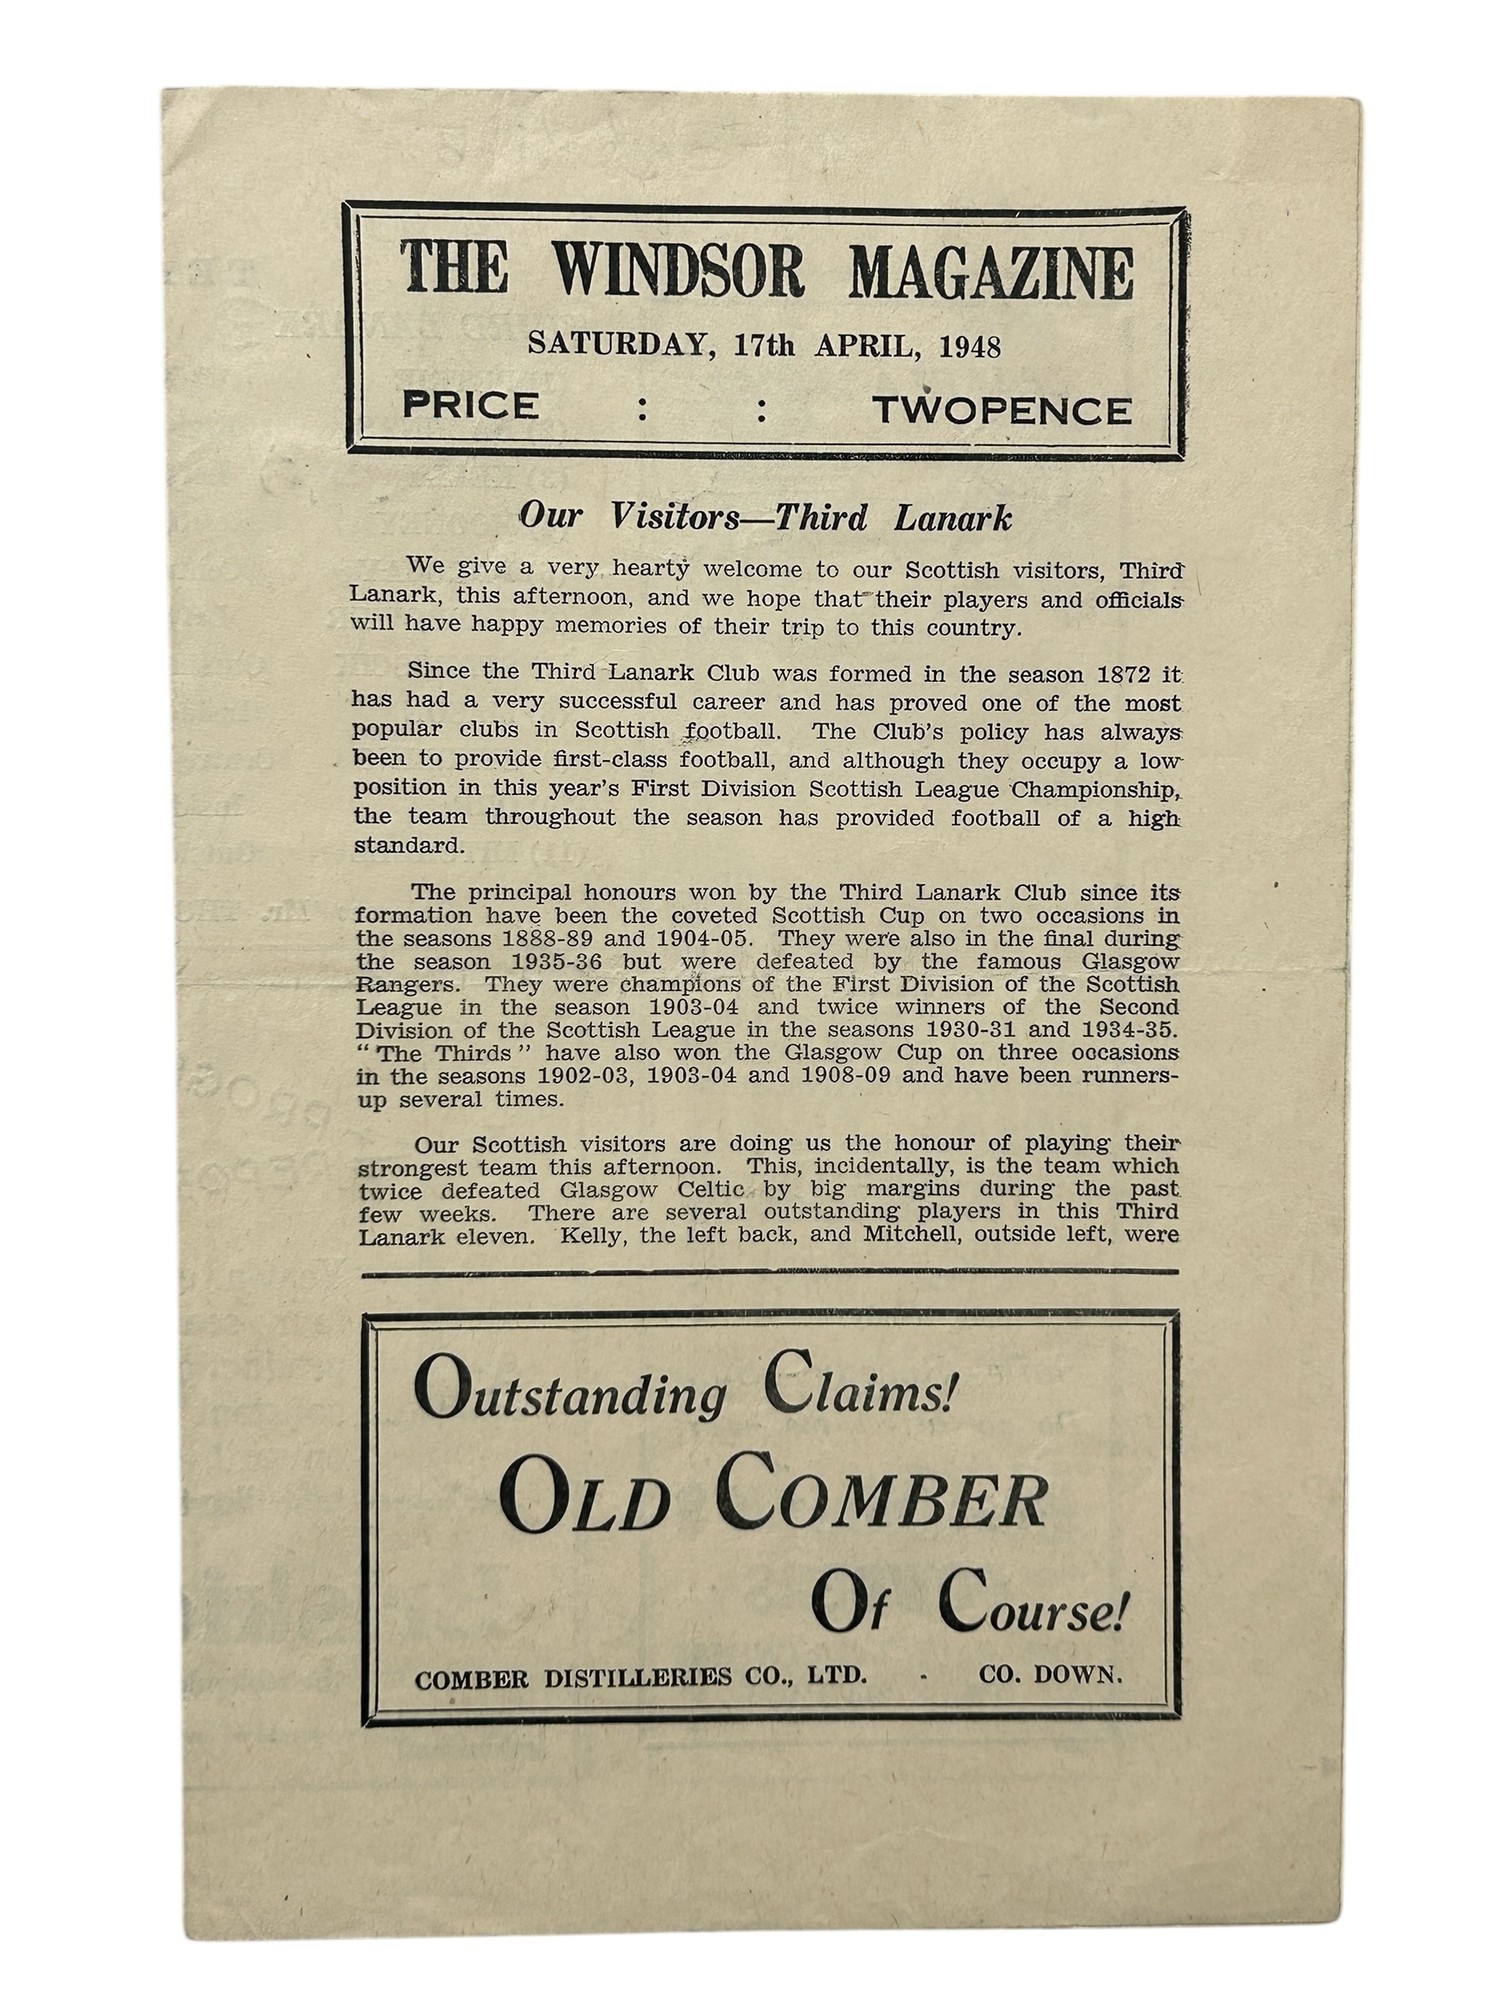 THE WINDSOR MAGAZINE
SATURDAY, 17th APRIL, 1948
PRICE : : TWOPENCE
Our Visitors—Third Lanark
We give a very hearty welcome to our Scottish visitors, Third
Lanark, this afternoon, and we hope that their players and officials
will have happy memories of their trip to this country.
Since the Third Lanark Club was formed in the season 1872 it
has had a very successful career and has proved one of the most
popular clubs in Scottish football. The Club's policy has always
been to provide first-class football, and although they occupy a low
position in this year's First Division Scottish League Championship,
the team throughout the season has provided football of a high
standard.
The principal honours won by the Third Lanark Club since its
formation have been the coveted Scottish Cup on two occasions in
the seasons 1888-89 and 1904-05. They were also in the final during
the season 1935-36 but were defeated by the famous Glasgow
Rangers. They were champions of the First Division of the Scottish
League in the season 1903-04 and twice winners of the Second
Division of the Scottish League in the seasons 1930-31 and 1934-35.
" The Thirds " have also won the Glasgow Cup on three occasions
in the seasons 1902-03, 1903-04 and 1908-09 and have been runners-
up several times.
Our Scottish visitors are doing us the honour of playing their
strongest team this afternoon. This, incidentally, is the team which
twice defeated Glasgow Celtic by big margins during the past
few weeks. There are several outstanding players in this Third
Lanark eleven. Kelly, the left back, and Mitchell, outside left, were
Outstanding Claims!
OLD COMBER
Of Course!
COMBER DISTILLERIES CO., LTD. - CO. DOWN.